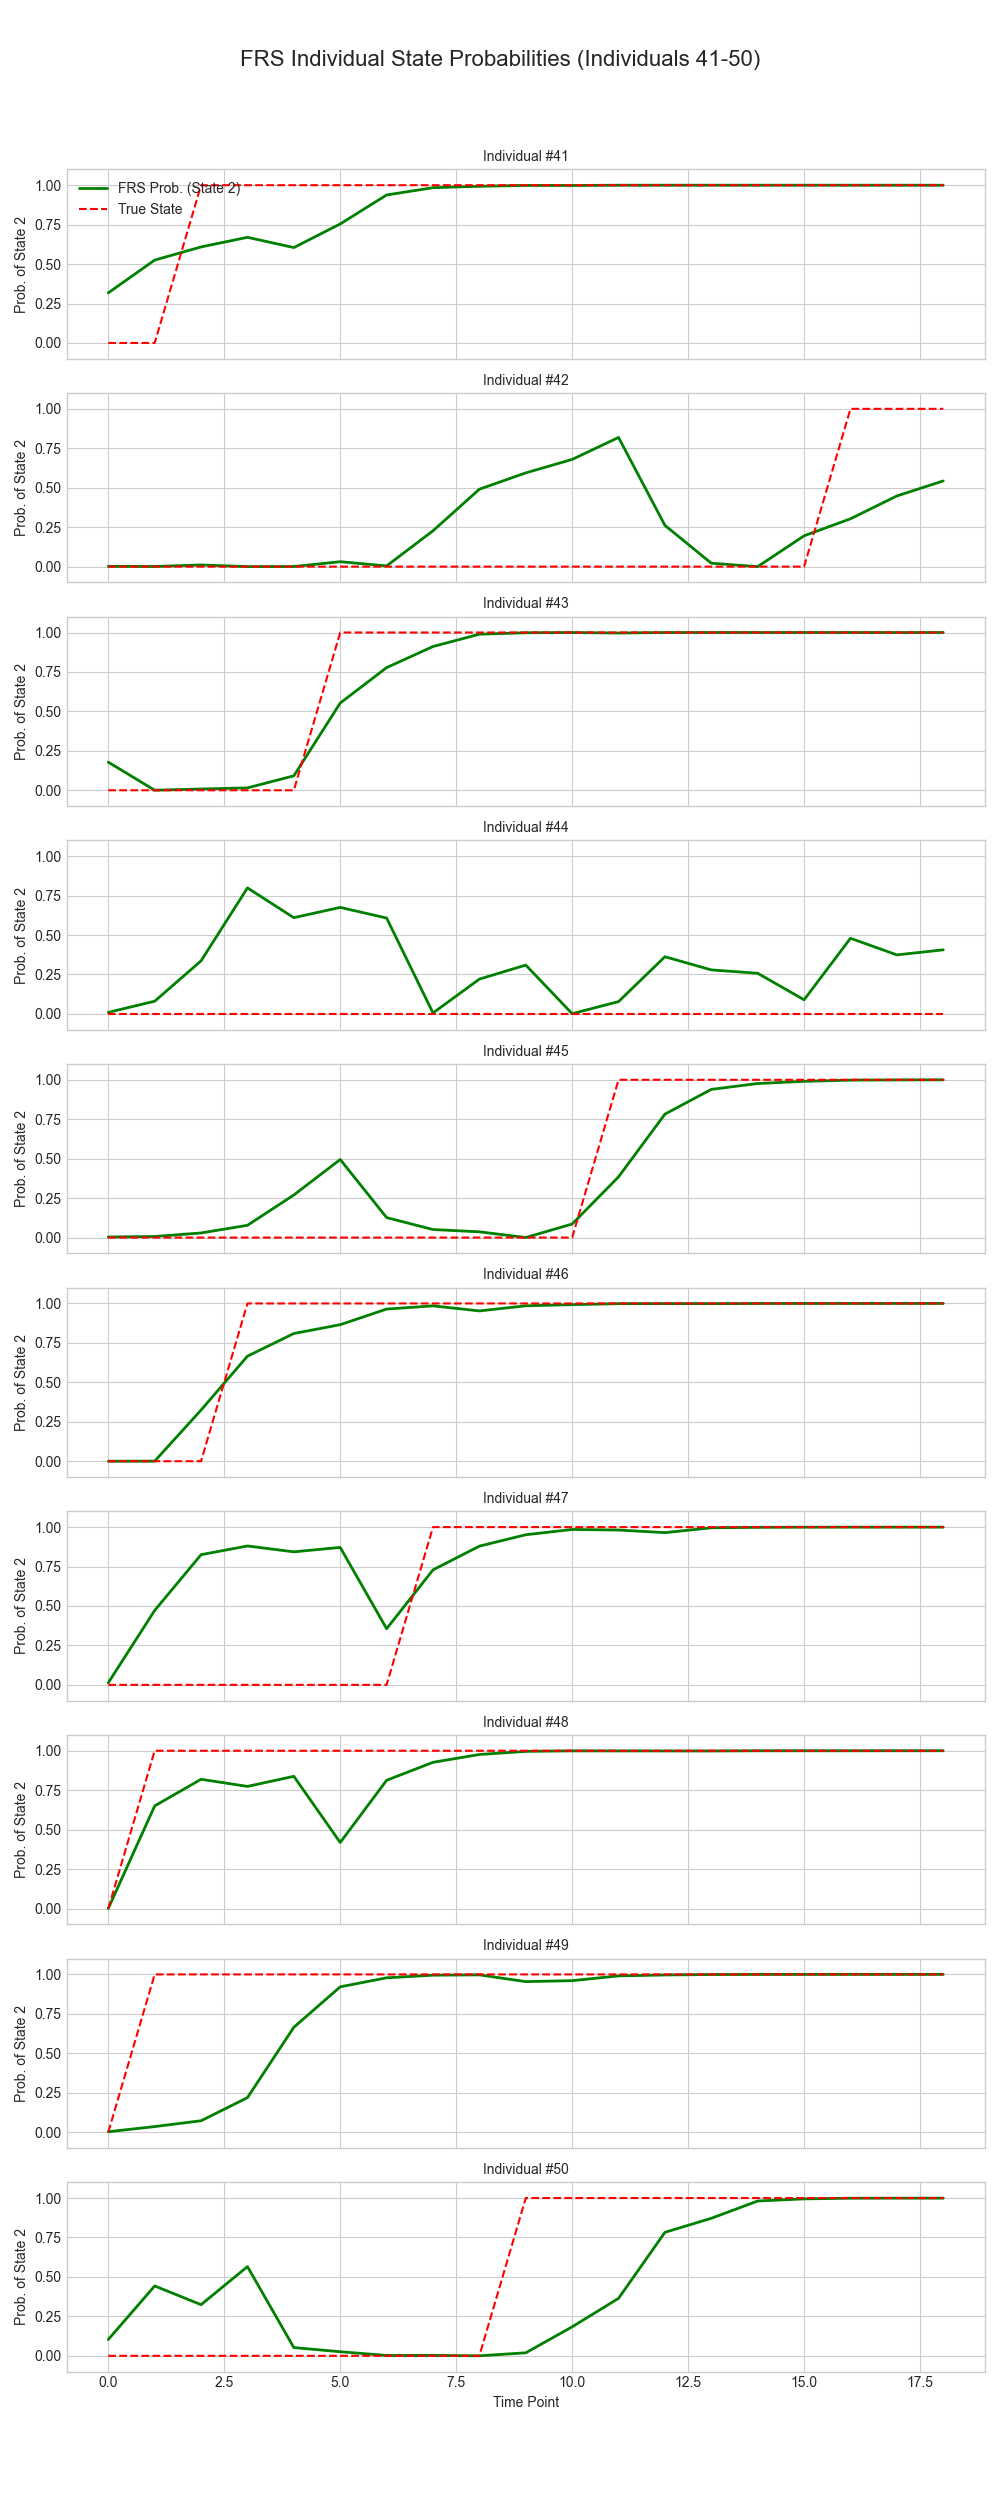 FRS Individual State Probabilities (Individuals 41-50)
Individual #41
FRS Prob. (State 2)
True State
Prob. of State 2
1.00
0.75
0.50
0.25
0.00
Individual #42
Prob. of State 2
1.00
0.75
0.50
0.25
0.00
Individual #43
Prob. of State 2
1.00
0.75
0.50
0.25
0.00
Individual #44
Prob. of State 2
1.00
0.75
0.50
0.25
0.00
Individual #45
Prob. of State 2
1.00
0.75
0.50
0.25
0.00
Individual #46
Prob. of State 2
1.00
0.75
0.50
0.25
0.00
Individual #47
Prob. of State 2
1.00
0.75
0.50
0.25
0.00
Individual #48
Prob. of State 2
1.00
0.75
0.50
0.25
0.00
Individual #49
Prob. of State 2
1.00
0.75
0.50
0.25
0.00
Individual #50
Prob. of State 2
1.00
0.75
0.50
0.25
0.00
0.0 2.5 5.0 7.5 10.0 12.5 15.0 17.5
Time Point